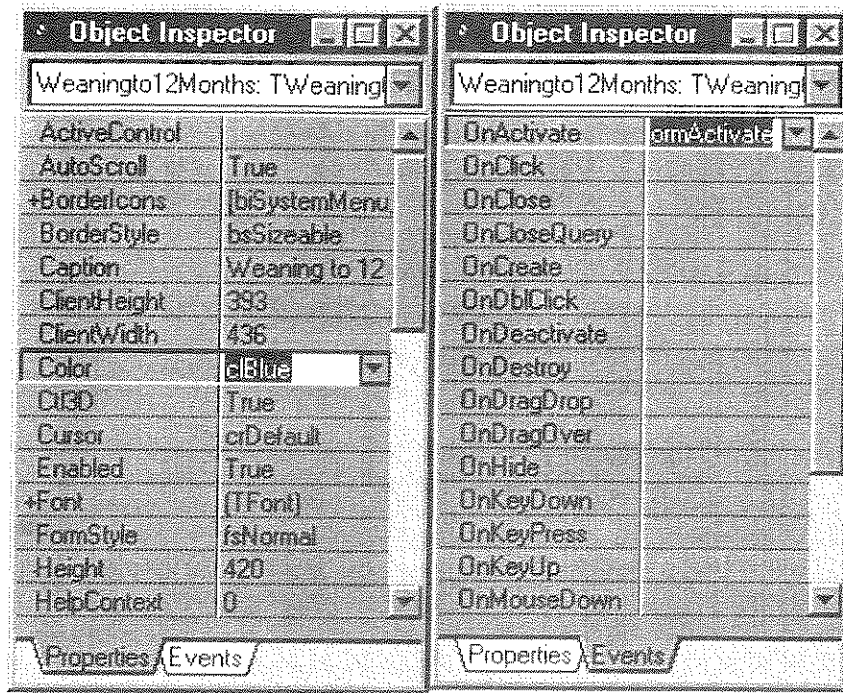 Object Inspector
Weaningto12Months: TWeaning
ActiveControl
AutoScroll True
+BorderIcons [biSystemMenu
BorderStyle bsSizeable
Caption Weaning to 12
ClientHeight 393
ClientWidth 436
Color clBlue
Ctl3D True
Cursor crDefault
Enabled True
+Font (TFont)
FormStyle fsNormal
Height 420
HelpContext 0
Properties Events
Object Inspector
Weaningto12Months: TWeaning
OnActivate ormActivate
OnClick
OnClose
OnCloseQuery
OnCreate
OnDblClick
OnDeactivate
OnDestroy
OnDragDrop
OnDragOver
OnHide
OnKeyDown
OnKeyPress
OnKeyUp
OnMouseDown
Properties Events